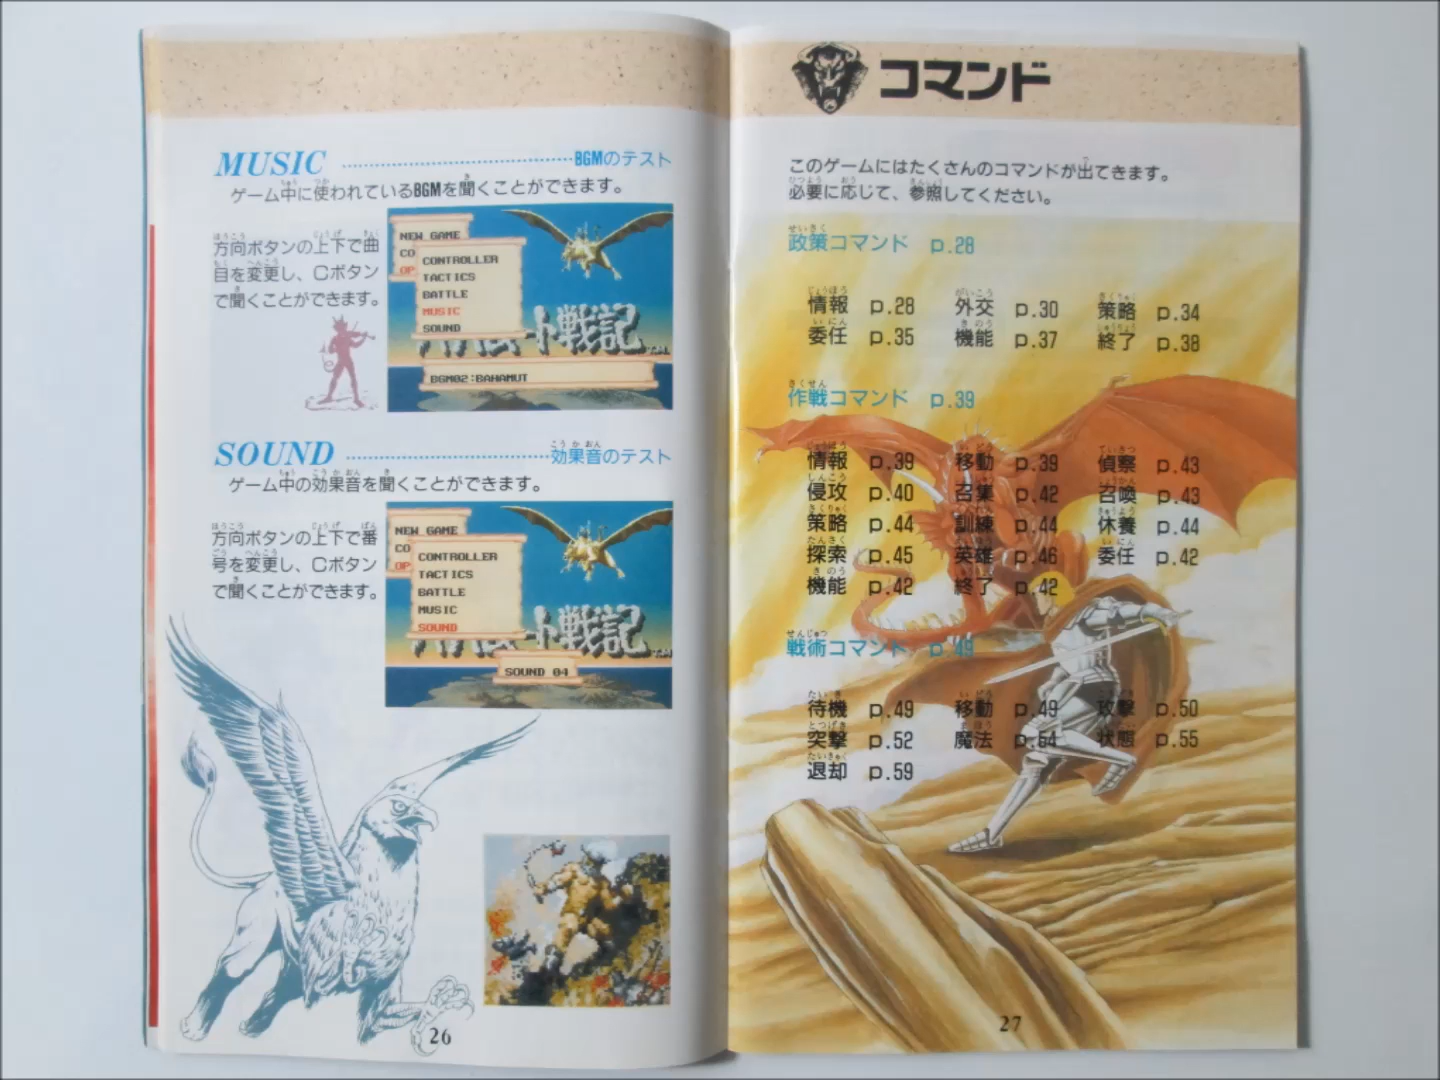 MUSIC ……BGMのテスト
ゲーム中に使われているBGMを聞くことができます。
方向ボタンの上下で曲
目を変更し、Cボタン
で聞くことができます。
NEW GAME
CO
OP
CONTROLLER
TACTICS
BATTLE
MUSIC
SOUND
ト戦記
TM
BGM02:BAHAMUT
SOUND ……効果音のテスト
ゲーム中の効果音を聞くことができます。
方向ボタンの上下で番
号を変更し、Cボタン
で聞くことができます。
NEW GAME
CO
OP
CONTROLLER
TACTICS
BATTLE
MUSIC
SOUND
ト戦記
TM
SOUND 04
26
コマンド
このゲームにはたくさんのコマンドが出てきます。
必要に応じて、参照してください。
政策コマンド p.28
情報 p.28 外交 p.30 策略 p.34
委任 p.35 機能 p.37 終了 p.38
作戦コマンド p.39
情報 p.39 移動 p.39 偵察 p.43
侵攻 p.40 召集 p.42 召喚 p.43
策略 p.44 訓練 p.44 休養 p.44
探索 p.45 英雄 p.46 委任 p.42
機能 p.42 終了 p.42
戦術コマンド p.49
待機 p.49 移動 p.49 攻撃 p.50
突撃 p.52 魔法 p.54 状態 p.55
退却 p.59
27